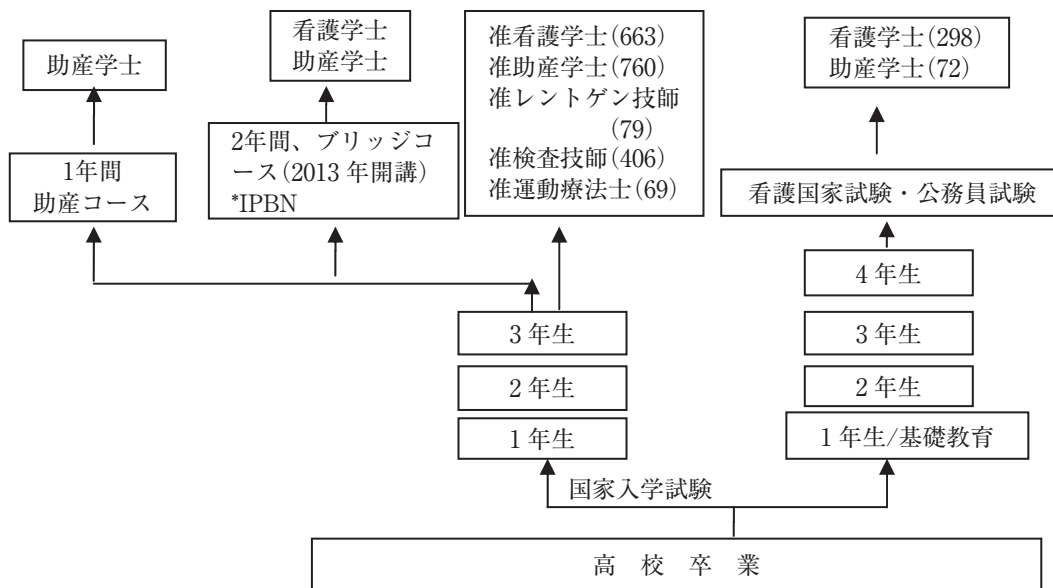 助産学士
看護学士
助産学士
准看護学士(663)
准助産学士(760)
准レントゲン技師
(79)
准検査技師(406)
准運動療法士(69)
看護学士(298)
助産学士(72)
1年間
助産コース
2年間、ブリッジコ
ース(2013年開講)
*IPBN
看護国家試験・公務員試験
4年生
3年生
3年生
2年生
2年生
1年生
1年生/基礎教育
国家入学試験
高 校 卒 業